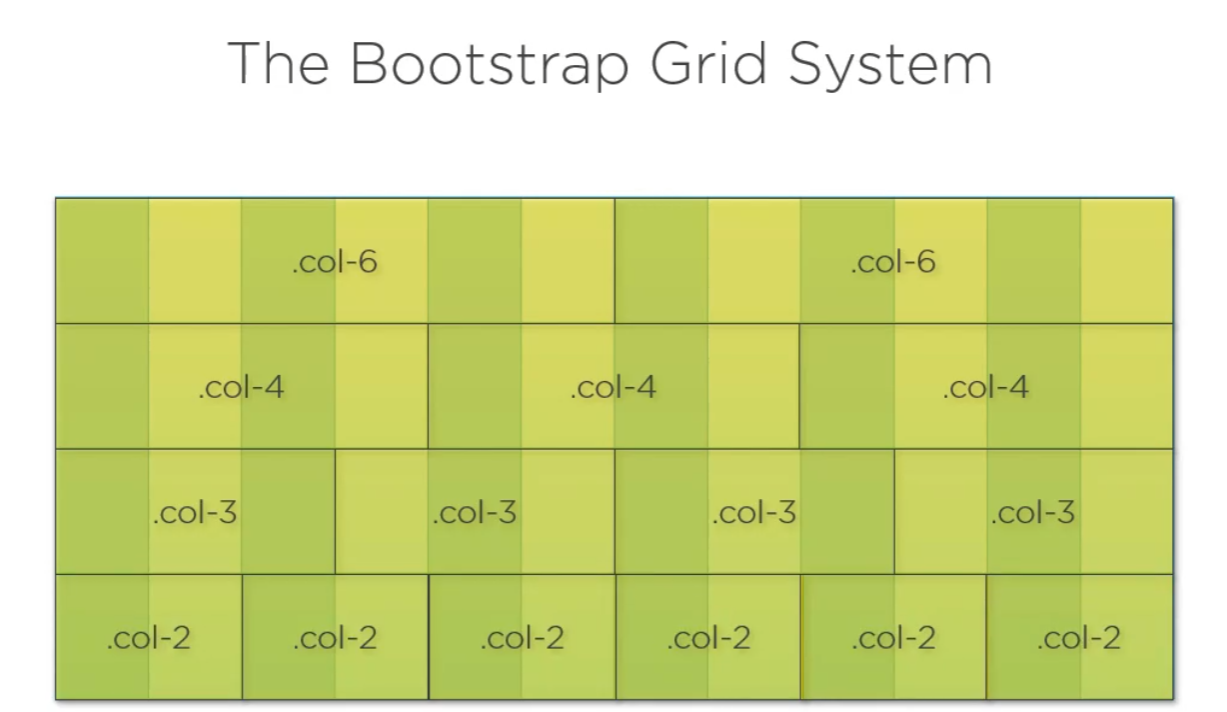 The Bootstrap Grid System
.col-6 .col-6
.col-4 .col-4 .col-4
.col-3 .col-3 .col-3 .col-3
.col-2 .col-2 .col-2 .col-2 .col-2 .col-2